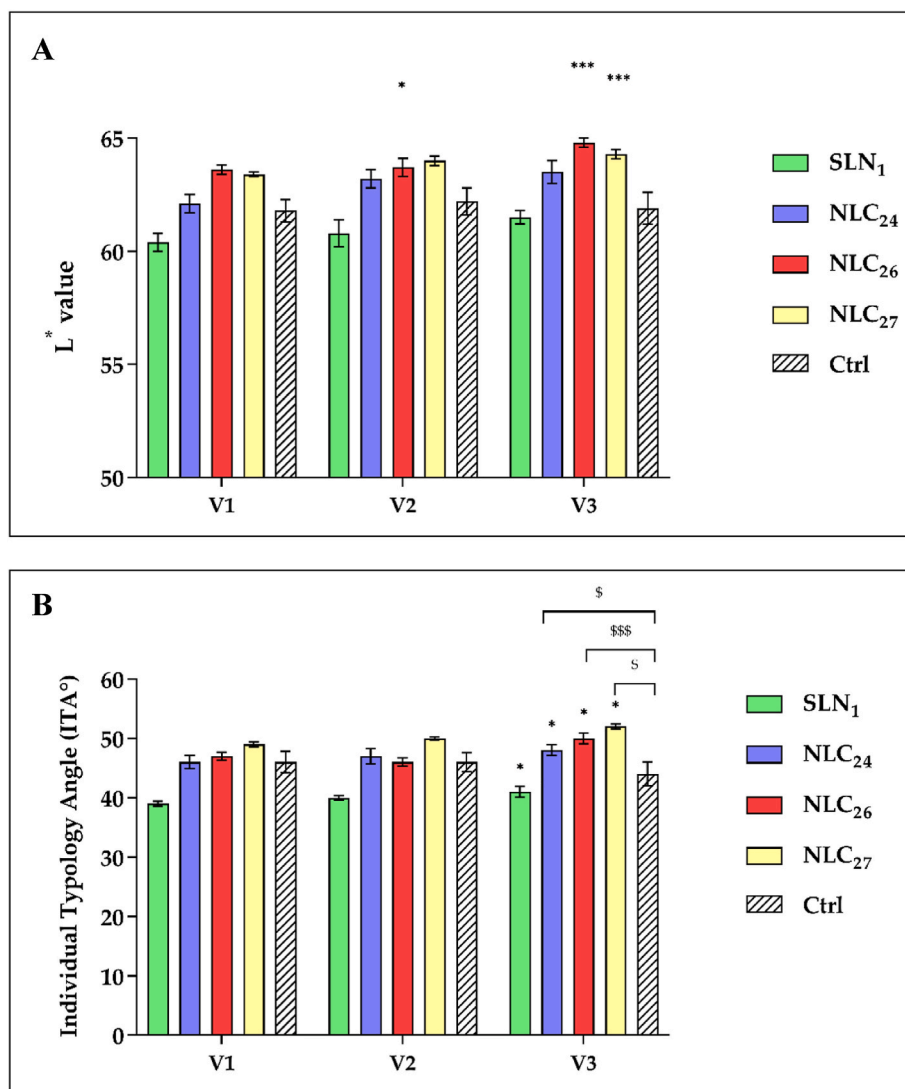 A
*
***
***
65
60
55
50
L* value
V1 V2 V3
SLN1
NLC24
NLC26
NLC27
Ctrl
B
$
$$$
$
* * * *
60
50
40
30
20
10
0
Individual Typology Angle (ITA°)
V1 V2 V3
SLN1
NLC24
NLC26
NLC27
Ctrl